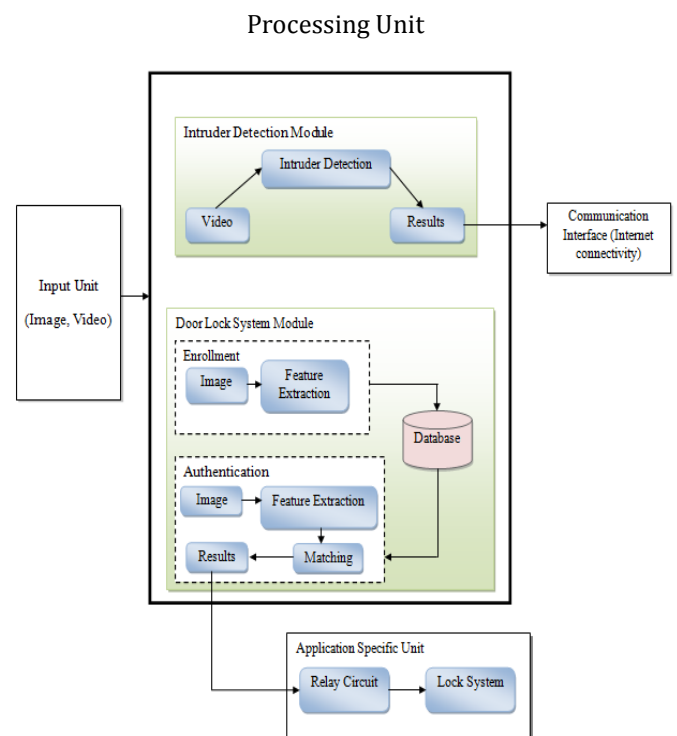 Processing Unit
Intruder Detection Module
Intruder Detection
Video
Results
Communication
Interface (Internet
connectivity)
Input Unit
(Image, Video)
Door Lock System Module
Enrollment
Image
Feature
Extraction
Database
Authentication
Image
Feature Extraction
Results
Matching
Application Specific Unit
Relay Circuit
Lock System